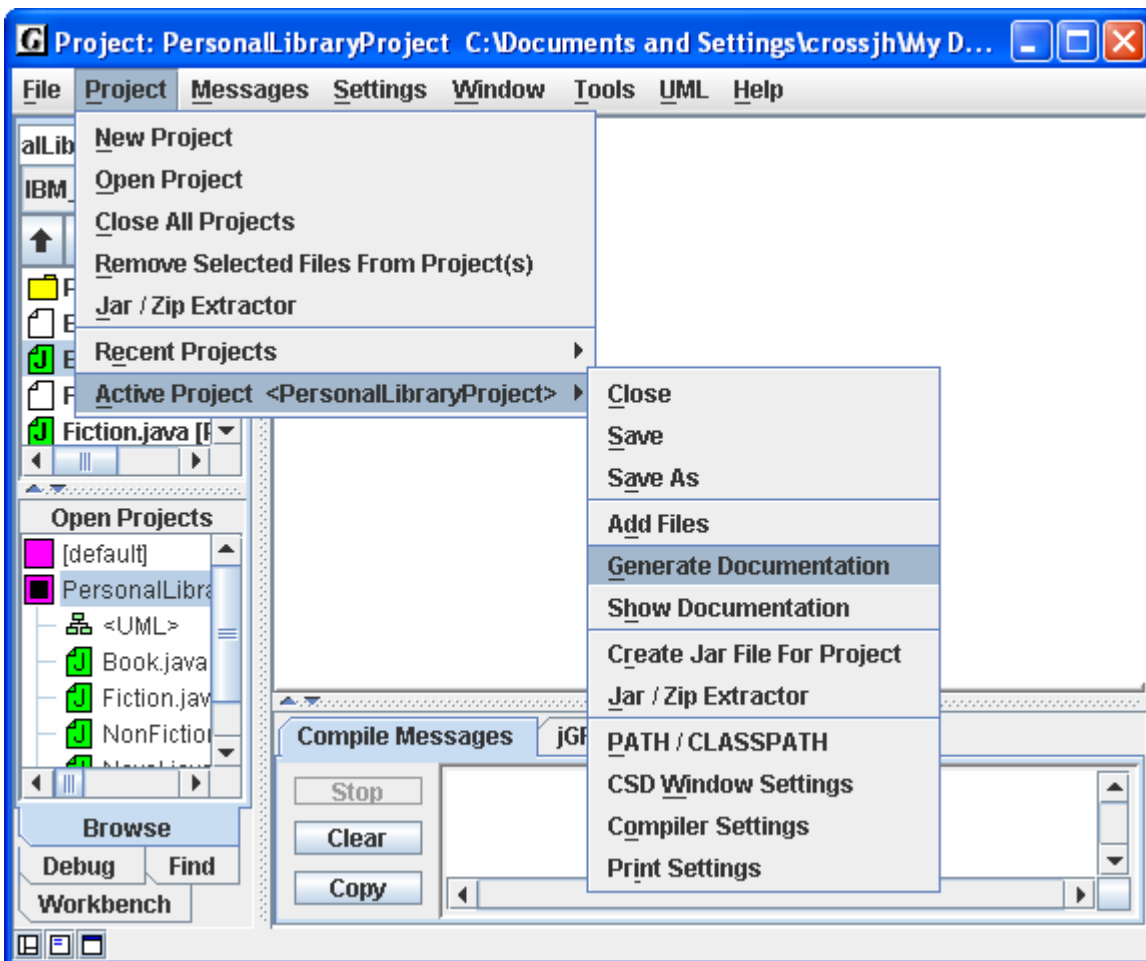 G Project: PersonalLibraryProject C:\Documents and Settings\crossjh\My D...
File Project Messages Settings Window Tools UML Help
alLib
IBM_
New Project
Open Project
Close All Projects
Remove Selected Files From Project(s)
Jar / Zip Extractor
Recent Projects
Active Project <PersonalLibraryProject>
Fiction.java [F
Close
Save
Save As
Add Files
Generate Documentation
Show Documentation
Create Jar File For Project
Jar / Zip Extractor
PATH / CLASSPATH
CSD Window Settings
Compiler Settings
Print Settings
Open Projects
[default]
PersonalLibra
<UML>
Book.java
Fiction.jav
NonFiction
Browse
Debug Find
Workbench
Compile Messages jGR
Stop
Clear
Copy